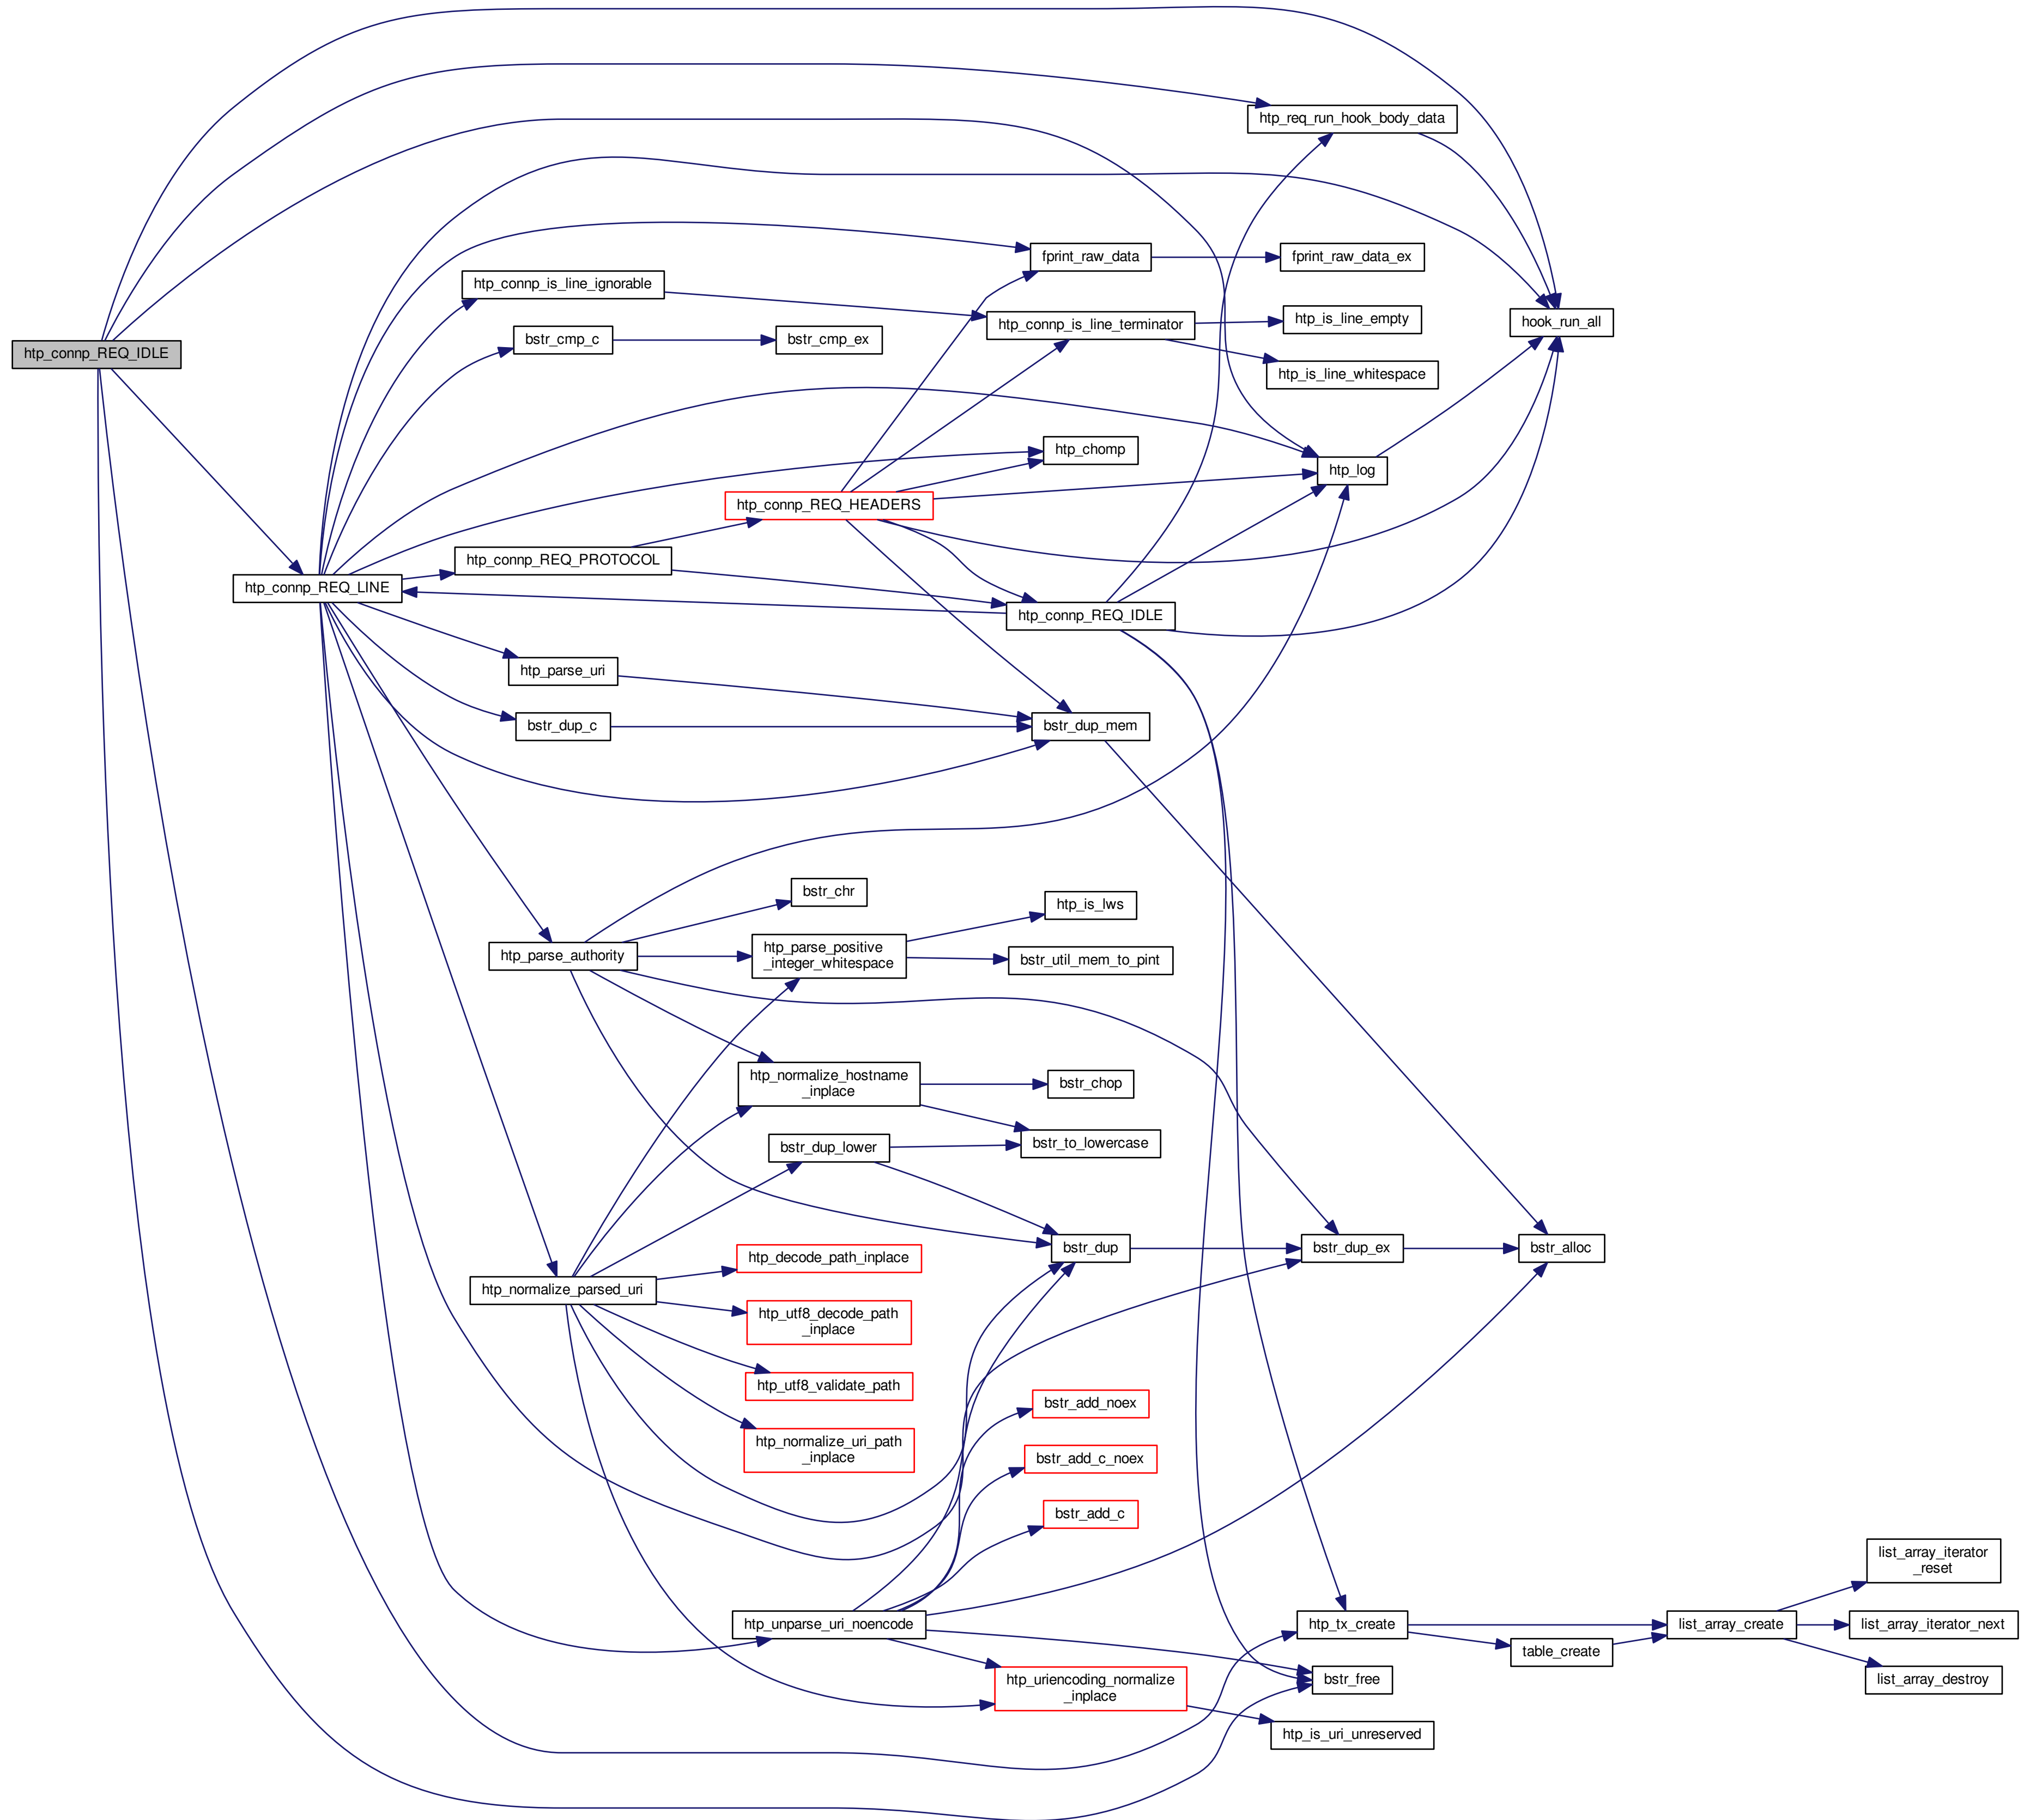 htp_connp_REQ_IDLE
htp_connp_REQ_LINE
htp_connp_is_line_ignorable
bstr_cmp_c
htp_connp_REQ_PROTOCOL
htp_parse_uri
bstr_dup_c
htp_parse_authority
htp_normalize_parsed_uri
bstr_cmp_ex
htp_connp_REQ_HEADERS
bstr_chr
htp_parse_positive
_integer_whitespace
htp_normalize_hostname
_inplace
bstr_dup_lower
htp_decode_path_inplace
htp_utf8_decode_path
_inplace
htp_utf8_validate_path
htp_normalize_uri_path
_inplace
htp_unparse_uri_noencode
fprint_raw_data
htp_connp_is_line_terminator
htp_chomp
htp_connp_REQ_IDLE
bstr_dup_mem
htp_is_lws
bstr_util_mem_to_pint
bstr_chop
bstr_to_lowercase
bstr_dup
bstr_add_noex
bstr_add_c_noex
bstr_add_c
htp_uriencoding_normalize
_inplace
htp_req_run_hook_body_data
fprint_raw_data_ex
htp_is_line_empty
htp_is_line_whitespace
htp_log
bstr_dup_ex
htp_tx_create
bstr_free
htp_is_uri_unreserved
hook_run_all
bstr_alloc
table_create
list_array_create
list_array_iterator
_reset
list_array_iterator_next
list_array_destroy